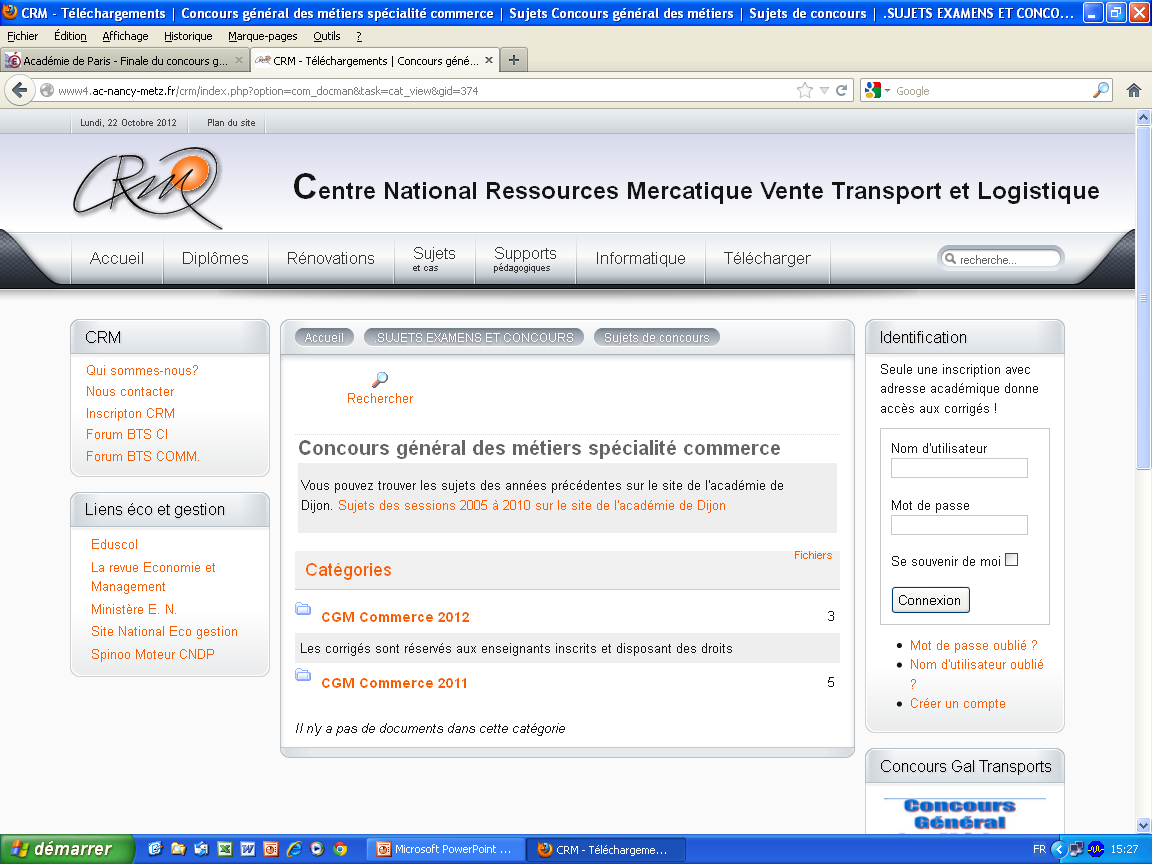 CRM - Téléchargements | Concours général des métiers spécialité commerce | Sujets Concours général des métiers | Sujets de concours | .SUJETS EXAMENS ET CONCO...
Fichier Édition Affichage Historique Marque-pages Outils ?
Académie de Paris - Finale du concours g...
CRM - Téléchargements | Concours géné...
www4.ac-nancy-metz.fr/crm/index.php?option=com_docman&task=cat_view&gid=374
Google
Lundi, 22 Octobre 2012 Plan du site
CRM
Centre National Ressources Mercatique Vente Transport et Logistique
Accueil Diplômes Rénovations Sujets et cas Supports pédagogiques Informatique Télécharger recherche...
CRM
Qui sommes-nous?
Nous contacter
Inscripton CRM
Forum BTS CI
Forum BTS COMM.
Liens éco et gestion
Eduscol
La revue Economie et
Management
Ministère E. N.
Site National Eco gestion
Spinoo Moteur CNDP
Accueil .SUJETS EXAMENS ET CONCOURS Sujets de concours
Rechercher
Concours général des métiers spécialité commerce
Vous pouvez trouver les sujets des années précédentes sur le site de l'académie de
Dijon. Sujets des sessions 2005 à 2010 sur le site de l'académie de Dijon
Catégories Fichiers
CGM Commerce 2012 3
Les corrigés sont réservés aux enseignants inscrits et disposant des droits
CGM Commerce 2011 5
Il n'y a pas de documents dans cette catégorie
Identification
Seule une inscription avec
adresse académique donne
accès aux corrigés !
Nom d'utilisateur
Mot de passe
Se souvenir de moi
Connexion
Mot de passe oublié ?
Nom d'utilisateur oublié
?
Créer un compte
Concours Gal Transports
Concours
Général
démarrer
Microsoft PowerPoint ...
CRM - Téléchargeme...
FR 15:27